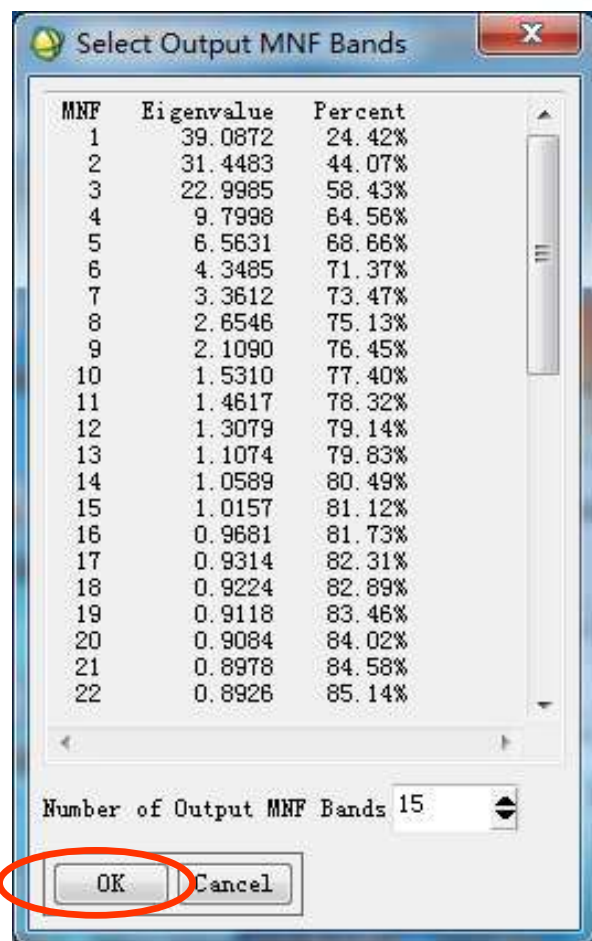 Select Output MNF Bands
MNF Eigenvalue Percent
1 39.0872 24.42%
2 31.4483 44.07%
3 22.9985 58.43%
4 9.7998 64.56%
5 6.5631 68.66%
6 4.3485 71.37%
7 3.3612 73.47%
8 2.6546 75.13%
9 2.1090 76.45%
10 1.5310 77.40%
11 1.4617 78.32%
12 1.3079 79.14%
13 1.1074 79.83%
14 1.0589 80.49%
15 1.0157 81.12%
16 0.9681 81.73%
17 0.9314 82.31%
18 0.9224 82.89%
19 0.9118 83.46%
20 0.9084 84.02%
21 0.8978 84.58%
22 0.8926 85.14%
Number of Output MNF Bands 15
OK Cancel